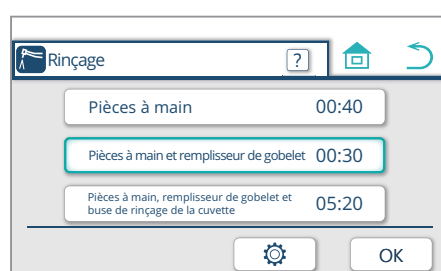 Rinçage ?
Pièces à main 00:40
Pièces à main et remplisseur de gobelet 00:30
Pièces à main, remplisseur de gobelet et
buse de rinçage de la cuvette 05:20
OK